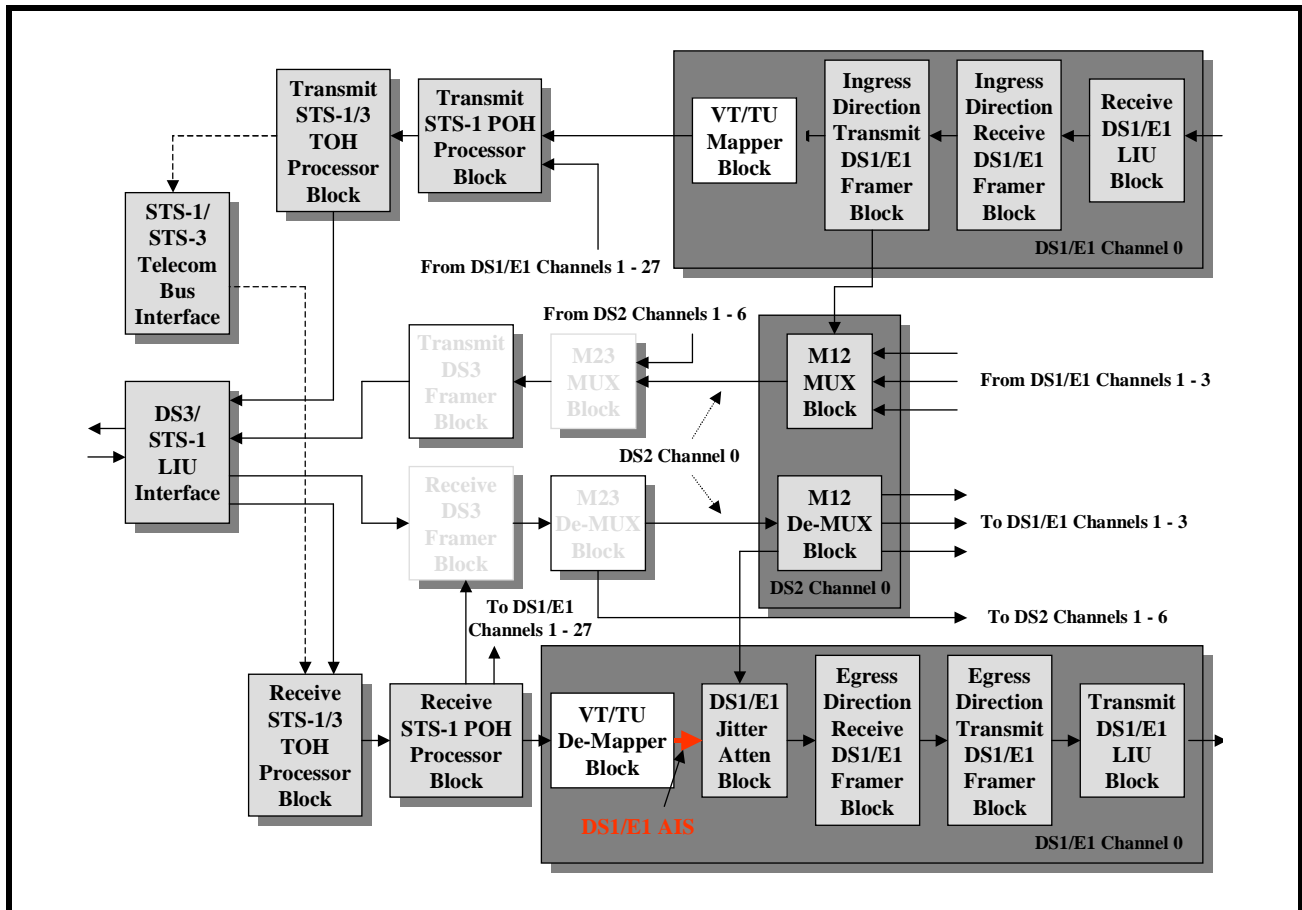 Transmit
STS-1/3
TOH
Processor
Block
Transmit
STS-1 POH
Processor
Block
VT/TU
Mapper
Block
Ingress
Direction
Transmit
DS1/E1
Framer
Block
Ingress
Direction
Receive
DS1/E1
Framer
Block
Receive
DS1/E1
LIU
Block
DS1/E1 Channel 0
STS-1/
STS-3
Telecom
Bus
Interface
From DS1/E1 Channels 1 - 27
From DS2 Channels 1 - 6
Transmit
DS3
Framer
Block
M23
MUX
Block
M12
MUX
Block
From DS1/E1 Channels 1 - 3
DS3/
STS-1
LIU
Interface
DS2 Channel 0
Receive
DS3
Framer
Block
M23
De-MUX
Block
M12
De-MUX
Block
To DS1/E1 Channels 1 - 3
DS2 Channel 0
To DS1/E1
Channels 1 - 27
To DS2 Channels 1 - 6
Receive
STS-1/3
TOH
Processor
Block
Receive
STS-1 POH
Processor
Block
VT/TU
De-Mapper
Block
DS1/E1
Jitter
Atten
Block
Egress
Direction
Receive
DS1/E1
Framer
Block
Egress
Direction
Transmit
DS1/E1
Framer
Block
Transmit
DS1/E1
LIU
Block
DS1/E1 AIS
DS1/E1 Channel 0